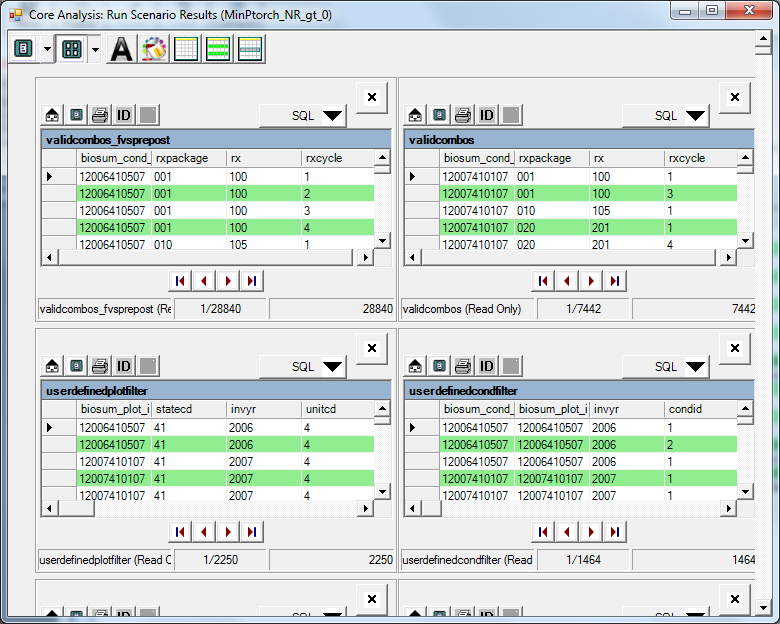 Core Analysis: Run Scenario Results (MinPtorch_NR_gt_0)
A
ID SQL
validcombos_fvsprepost
biosum_cond_ rxpackage rx rxcycle
12006410507 001 100 1
12006410507 001 100 2
12006410507 001 100 3
12006410507 001 100 4
12006410507 010 105 1
validcombos_fvsprepost (Re 1/28840 28840
ID SQL
validcombos
biosum_cond_ rxpackage rx rxcycle
12007410107 001 100 1
12007410107 001 100 3
12007410107 010 105 1
12007410107 020 201 1
12007410107 020 201 4
validcombos (Read Only) 1/7442 7442
ID SQL
userdefinedplotfilter
biosum_plot_i statecd invyr unitcd
12006410507 41 2006 4
12006410507 41 2006 4
12007410107 41 2007 4
12007410107 41 2007 4
12007410107 41 2007 4
userdefinedplotfilter (Read O 1/2250 2250
ID SQL
userdefinedcondfilter
biosum_cond_ biosum_plot_i invyr condid
12006410507 12006410507 2006 1
12006410507 12006410507 2006 2
12006410507 12006410507 2006 1
12007410107 12007410107 2007 1
12007410107 12007410107 2007 1
userdefinedcondfilter (Read 1/1464 1464
ID SQL
ID SQL